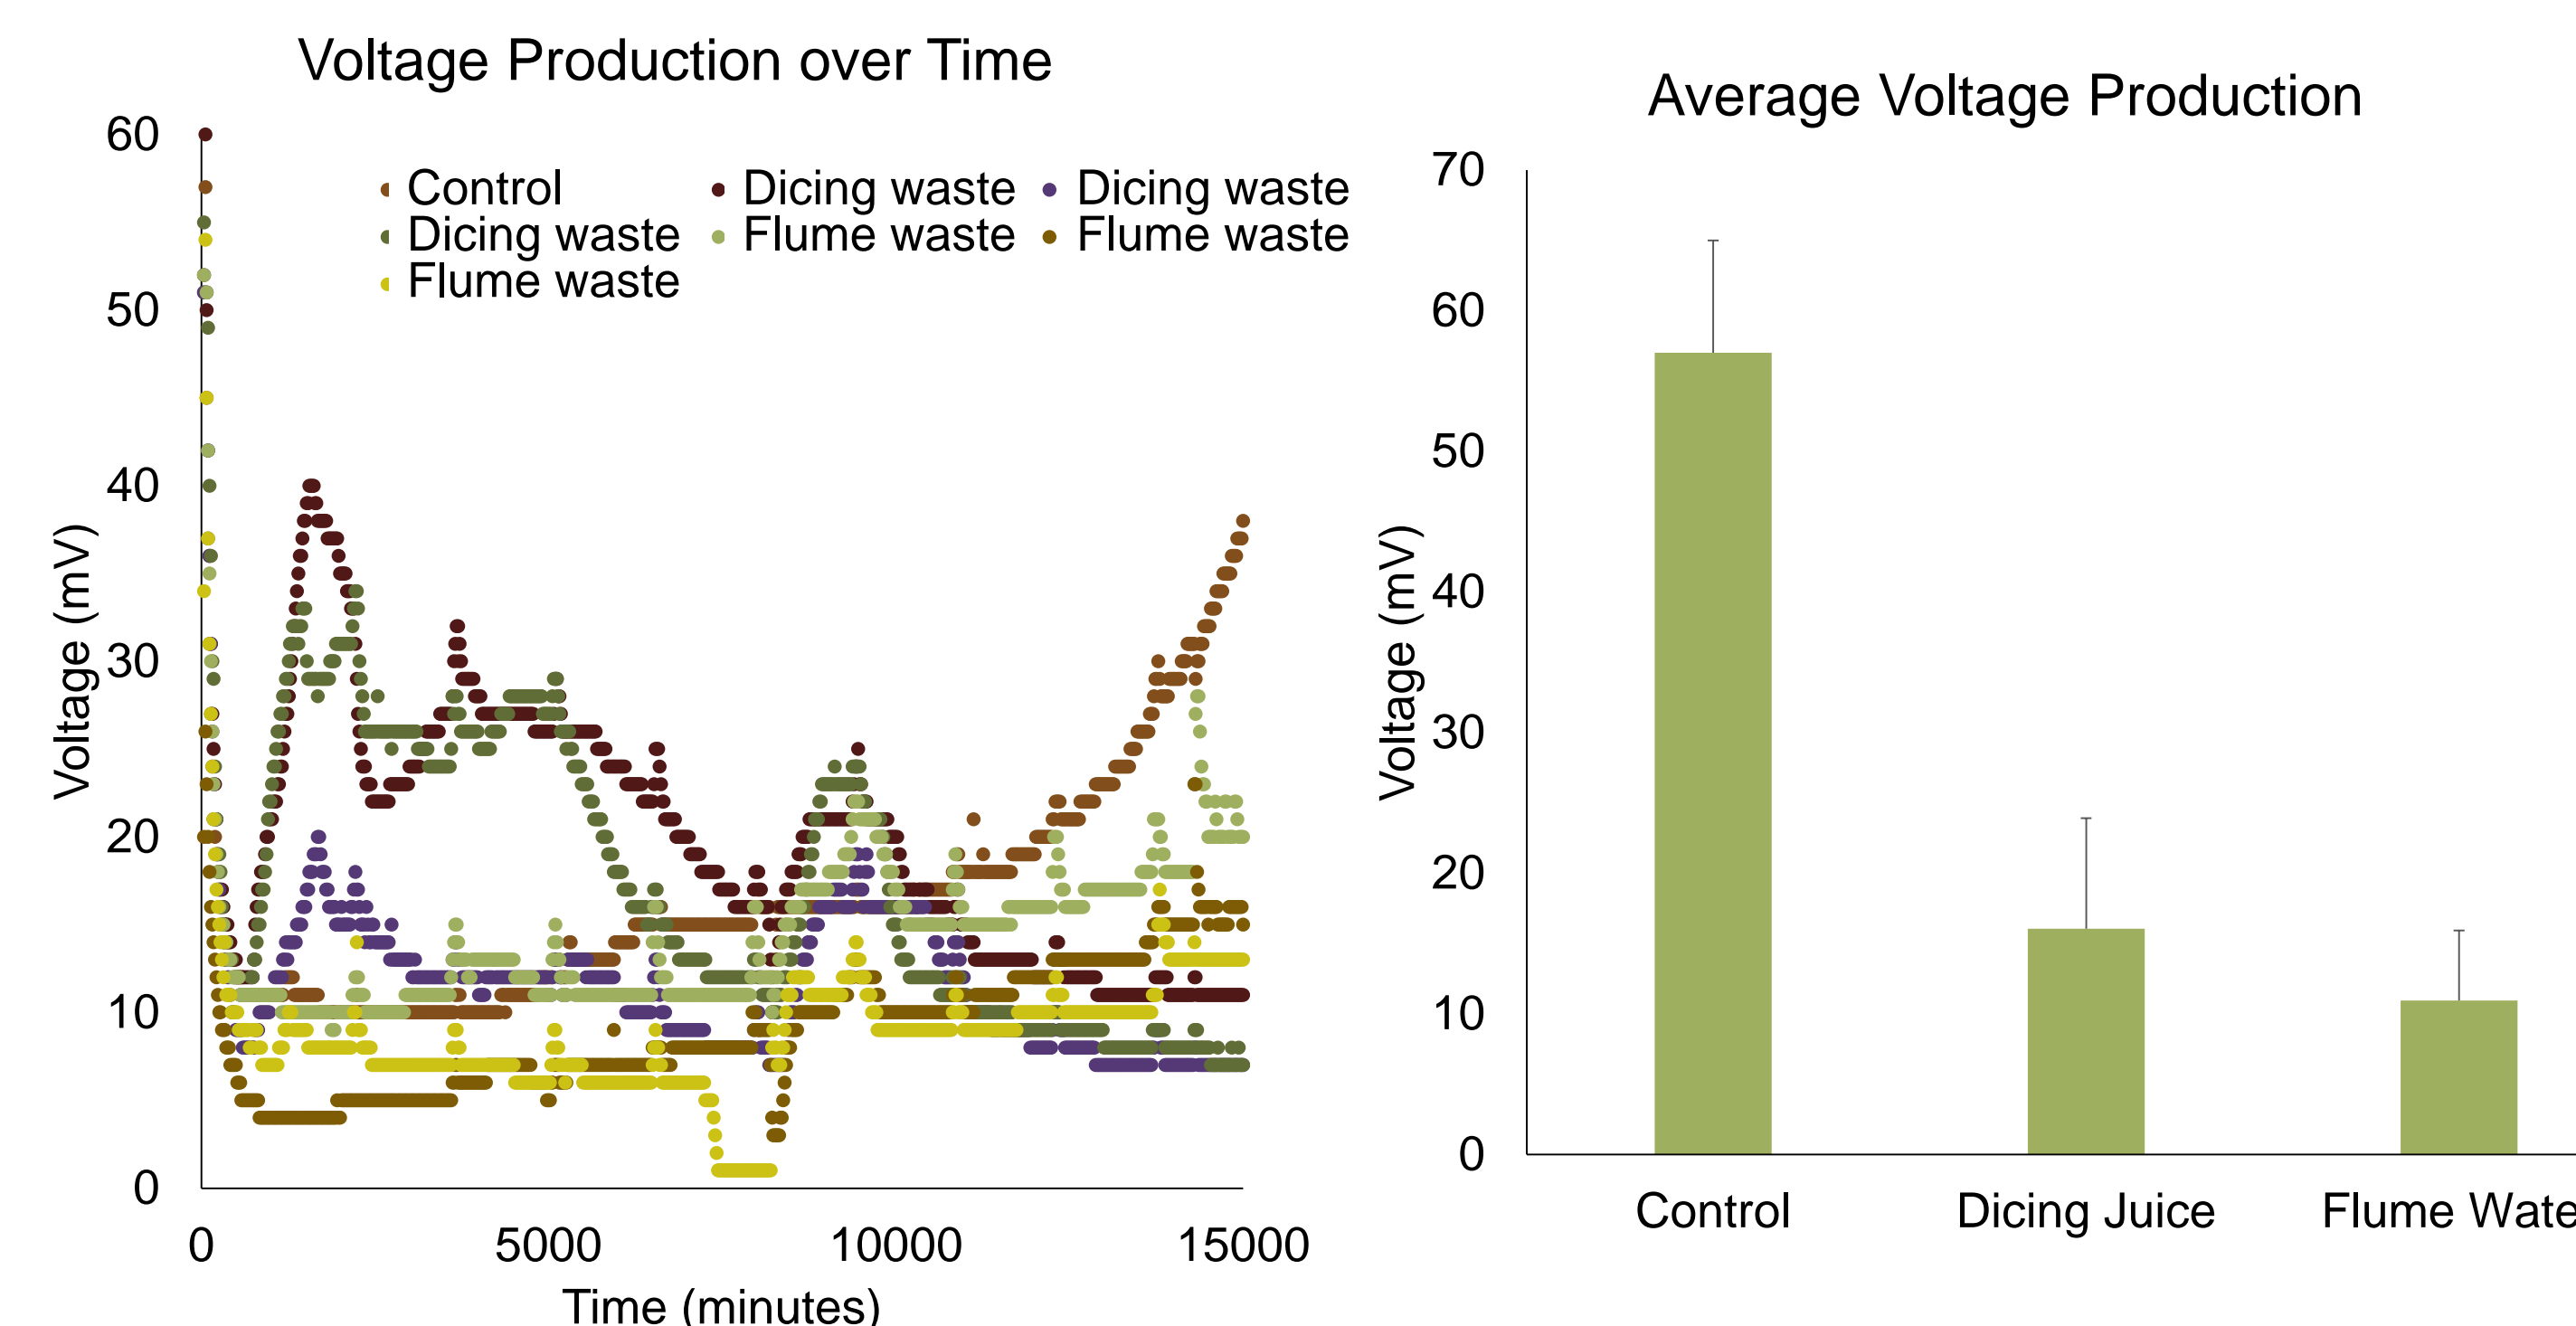 Voltage Production over Time
60
50
40
30
20
10
0
Voltage (mV)
Control
Dicing waste
Dicing waste
Dicing waste
Flume waste
Flume waste
Flume waste
0
5000
10000
15000
Time (minutes)
Average Voltage Production
70
60
50
40
30
20
10
0
Voltage (mV)
Control
Dicing Juice
Flume Wate